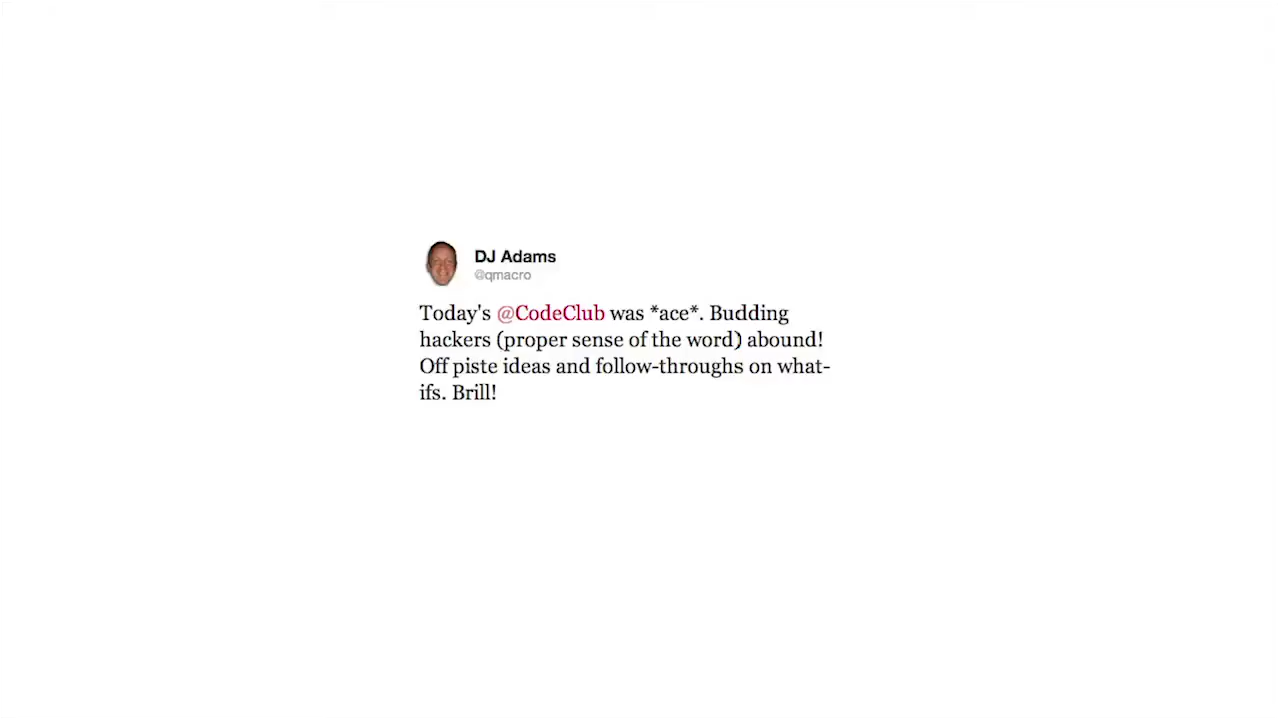 DJ Adams
@qmacro
Today's @CodeClub was *ace*. Budding
hackers (proper sense of the word) abound!
Off piste ideas and follow-throughs on what-
ifs. Brill!